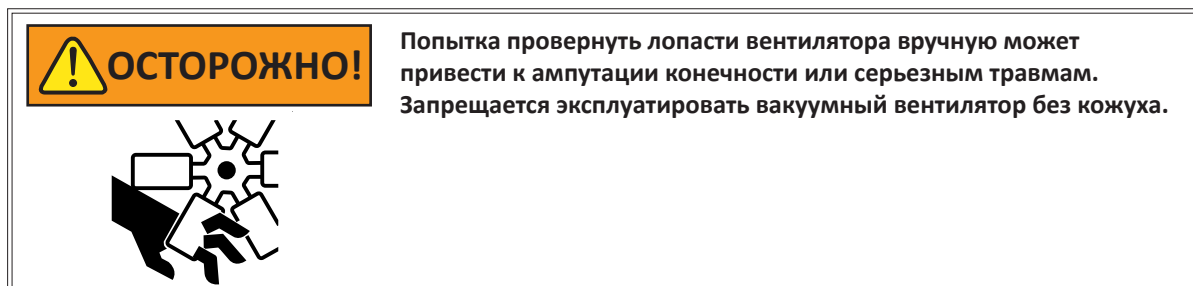 ОСТОРОЖНО!
Попытка провернуть лопасти вентилятора вручную может
привести к ампутации конечности или серьезным травмам.
Запрещается эксплуатировать вакуумный вентилятор без кожуха.